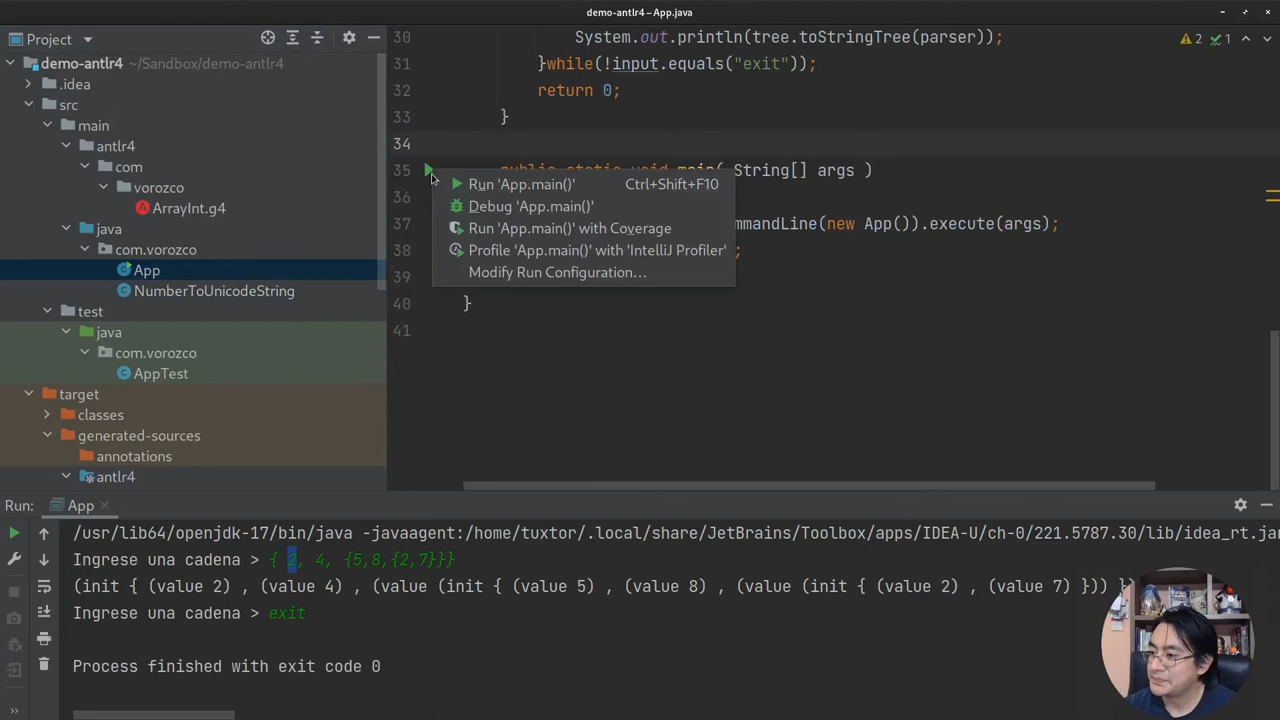 demo-antlr4 – App.java
Project
demo-antlr4 ~/Sandbox/demo-antlr4
.idea
src
main
antlr4
com
vorozco
ArrayInt.g4
java
com.vorozco
App
NumberToUnicodeString
test
java
com.vorozco
AppTest
target
classes
generated-sources
annotations
antlr4
2 1
30 System.out.println(tree.toStringTree(parser));
31 }while(!input.equals("exit"));
32 return 0;
33 }
34
35 public static void main( String[] args )
36
37 mmandLine(new App()).execute(args);
38 ;
39
40 }
41
Run 'App.main()' Ctrl+Shift+F10
Debug 'App.main()'
Run 'App.main()' with Coverage
Profile 'App.main()' with 'IntelliJ Profiler'
Modify Run Configuration…
Run: App
/usr/lib64/openjdk-17/bin/java -javaagent:/home/tuxtor/.local/share/JetBrains/Toolbox/apps/IDEA-U/ch-0/221.5787.30/lib/idea_rt.jar
Ingrese una cadena > { 2, 4, {5,8,{2,7}}}
(init { (value 2) , (value 4) , (value (init { (value 5) , (value 8) , (value (init { (value 2) , (value 7) })) })
Ingrese una cadena > exit
Process finished with exit code 0